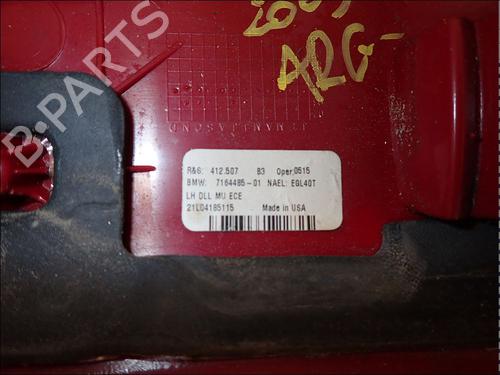 ARG-
R&G: 412.507 B3 Oper.0515
BMW: 7164485-01 NAEL: EGL40T
LH DLL MU ECE
21L04185115 Made in USA
B-PARTS